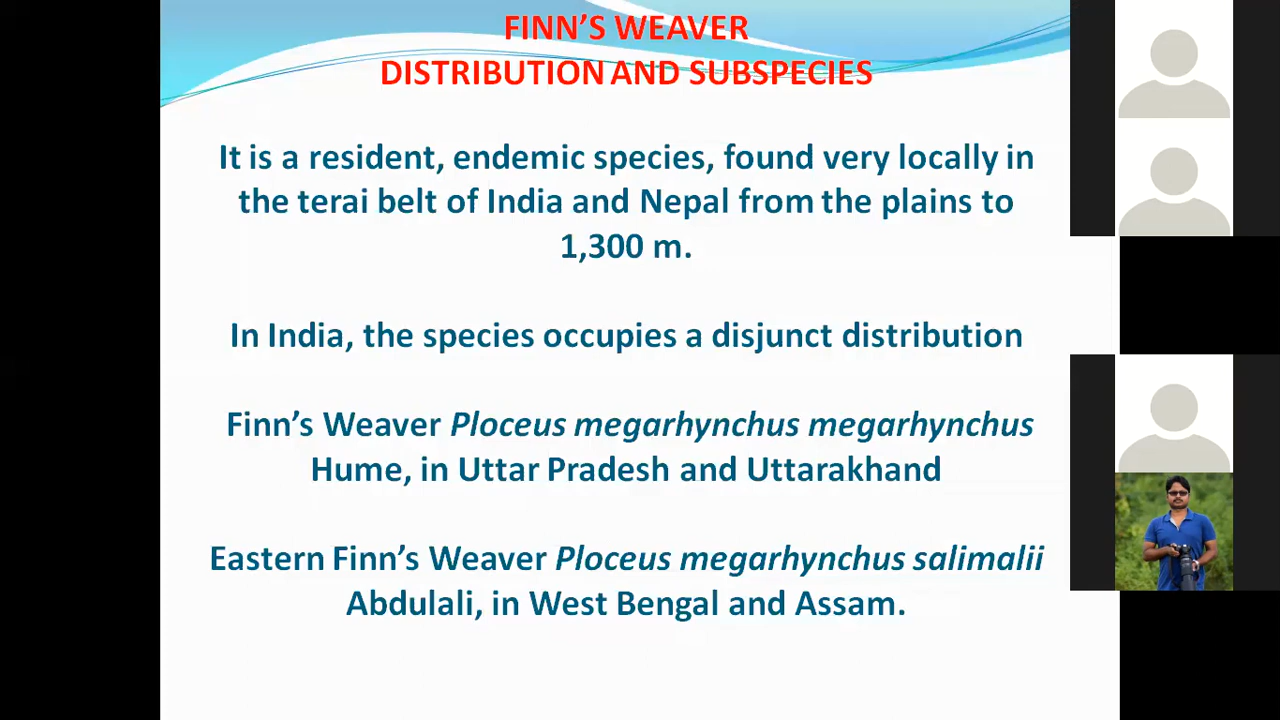 FINN'S WEAVER
DISTRIBUTION AND SUBSPECIES
It is a resident, endemic species, found very locally in
the terai belt of India and Nepal from the plains to
1,300 m.
In India, the species occupies a disjunct distribution
Finn's Weaver Ploceus megarhynchus megarhynchus
Hume, in Uttar Pradesh and Uttarakhand
Eastern Finn's Weaver Ploceus megarhynchus salimalii
Abdulali, in West Bengal and Assam.